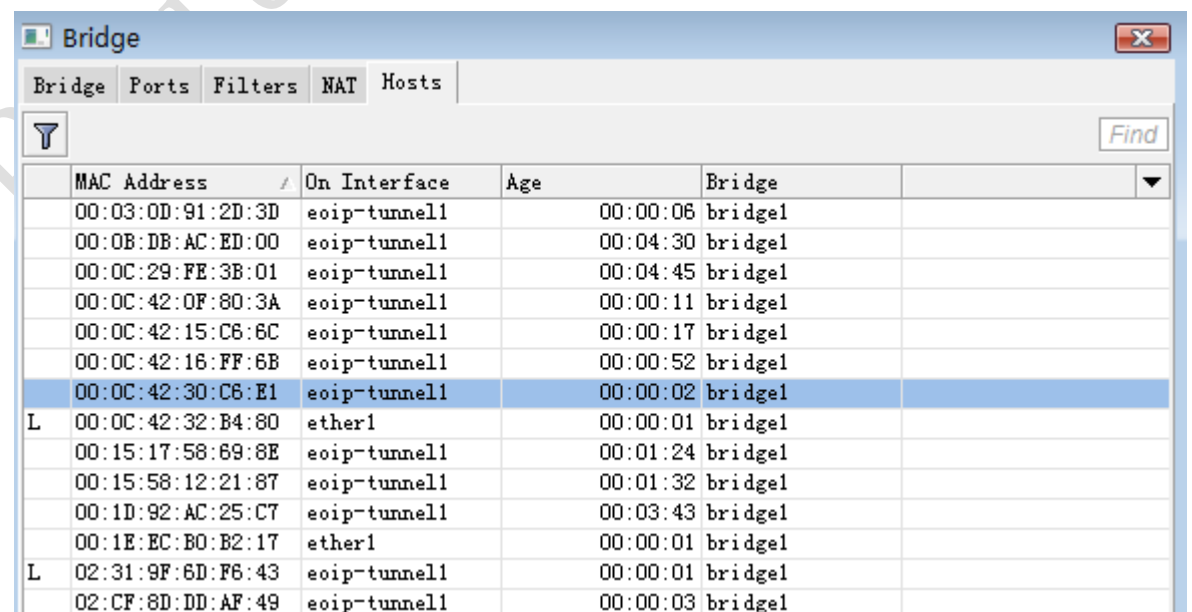 Bridge
Bridge Ports Filters NAT Hosts
Find
MAC Address On Interface Age Bridge
00:03:0D:91:2D:3D eoip-tunnel1 00:00:06 bridge1
00:0B:DB:AC:ED:00 eoip-tunnel1 00:04:30 bridge1
00:0C:29:FE:3B:01 eoip-tunnel1 00:04:45 bridge1
00:0C:42:0F:80:3A eoip-tunnel1 00:00:11 bridge1
00:0C:42:15:C6:6C eoip-tunnel1 00:00:17 bridge1
00:0C:42:16:FF:6B eoip-tunnel1 00:00:52 bridge1
00:0C:42:30:C6:E1 eoip-tunnel1 00:00:02 bridge1
L 00:0C:42:32:B4:80 ether1 00:00:01 bridge1
00:15:17:58:69:8E eoip-tunnel1 00:01:24 bridge1
00:15:58:12:21:87 eoip-tunnel1 00:01:32 bridge1
00:1D:92:AC:25:C7 eoip-tunnel1 00:03:43 bridge1
00:1E:EC:B0:B2:17 ether1 00:00:01 bridge1
L 02:31:9F:6D:F6:43 eoip-tunnel1 00:00:01 bridge1
02:CF:8D:DD:AF:49 eoip-tunnel1 00:00:03 bridge1